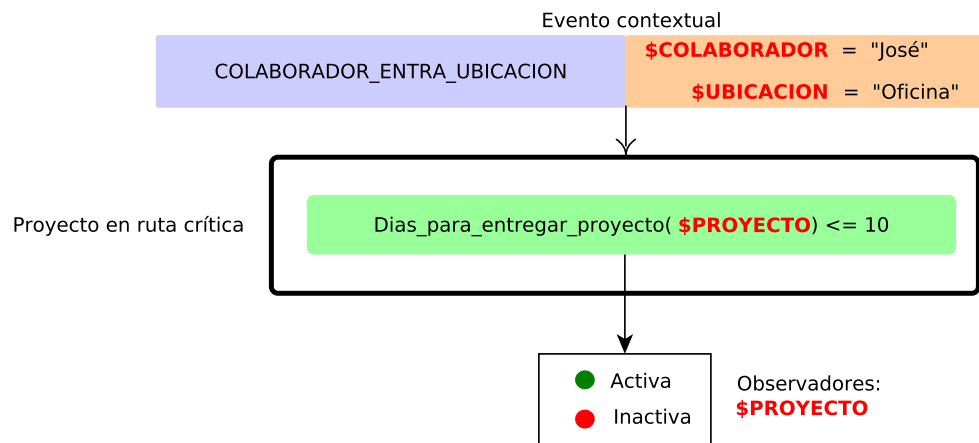 Evento contextual
COLABORADOR_ENTRA_UBICACION
$COLABORADOR = "José"
$UBICACION = "Oficina"
Proyecto en ruta crítica
Dias_para_entregar_proyecto( $PROYECTO) <= 10
Activa
Inactiva
Observadores:
$PROYECTO